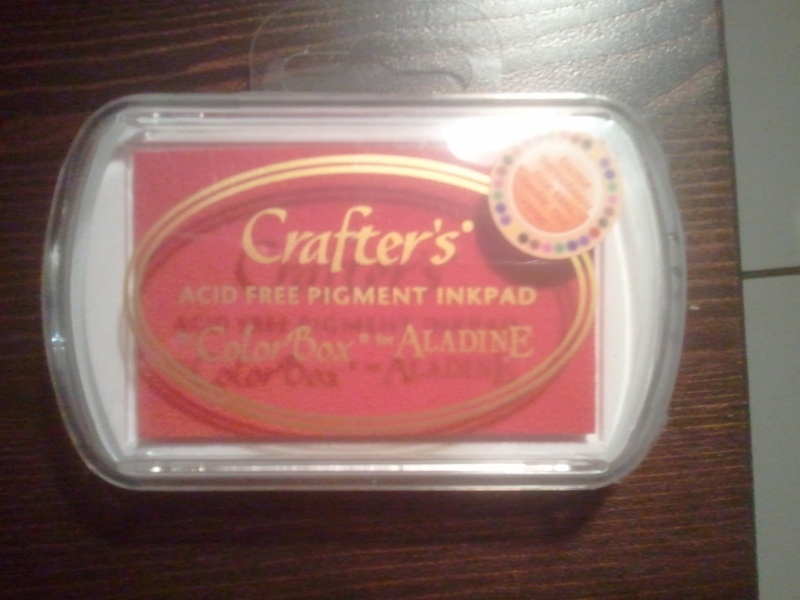 Crafter's
ACID FREE PIGMENT INKPAD
ColorBox® for ALADINE